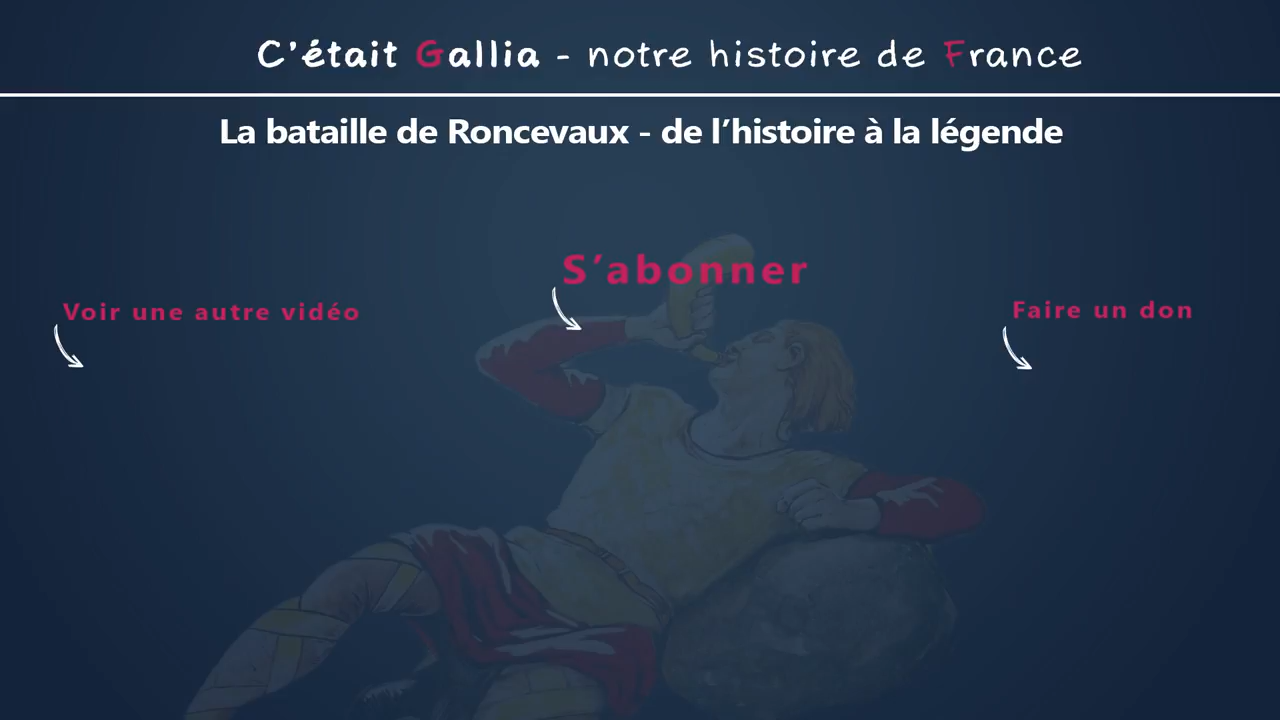 C'était Gallia - notre histoire de France
La bataille de Roncevaux - de l’histoire à la légende
S’abonner
Voir une autre vidéo
Faire un don